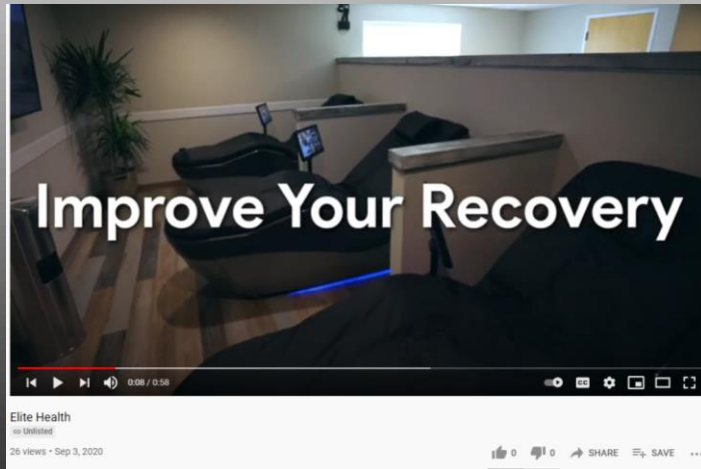 Improve Your Recovery
0:08 / 0:58
CC
Elite Health
Unlisted
26 views • Sep 3, 2020
0
0
SHARE
SAVE